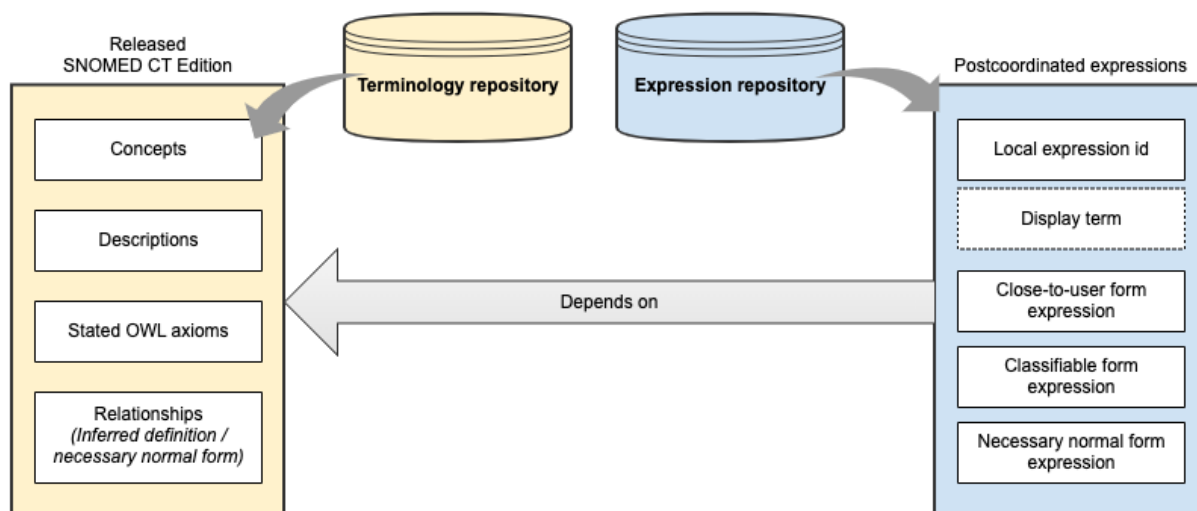 Released
SNOMED CT Edition
Terminology repository
Expression repository
Postcoordinated expressions
Concepts
Descriptions
Stated OWL axioms
Relationships
(Inferred definition /
necessary normal form)
Depends on
Local expression id
Display term
Close-to-user form
expression
Classifiable form
expression
Necessary normal form
expression